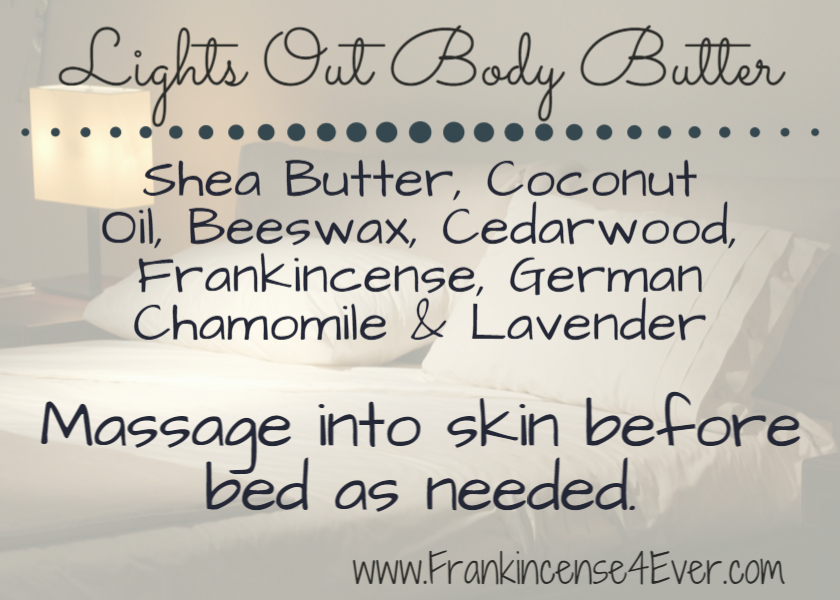 Lights Out Body Butter
Shea Butter, Coconut
Oil, Beeswax, Cedarwood,
Frankincense, German
Chamomile & Lavender
Massage into skin before
bed as needed.
www.Frankincense4Ever.com